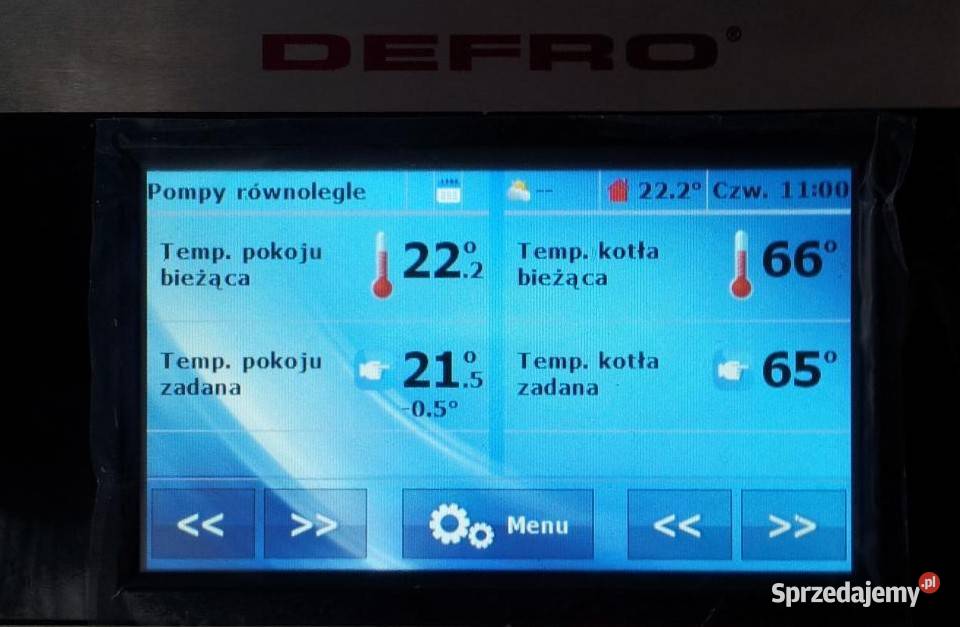 DEFRO®
Pompy równolegle
--
22.2° Czw. 11:00
Temp. pokoju
bieżąca
22.2°
Temp. kotła
bieżąca
66°
Temp. pokoju
zadana
21.5°
-0.5°
Temp. kotła
zadana
65°
<< >> Menu << >>
Sprzedajemy.pl